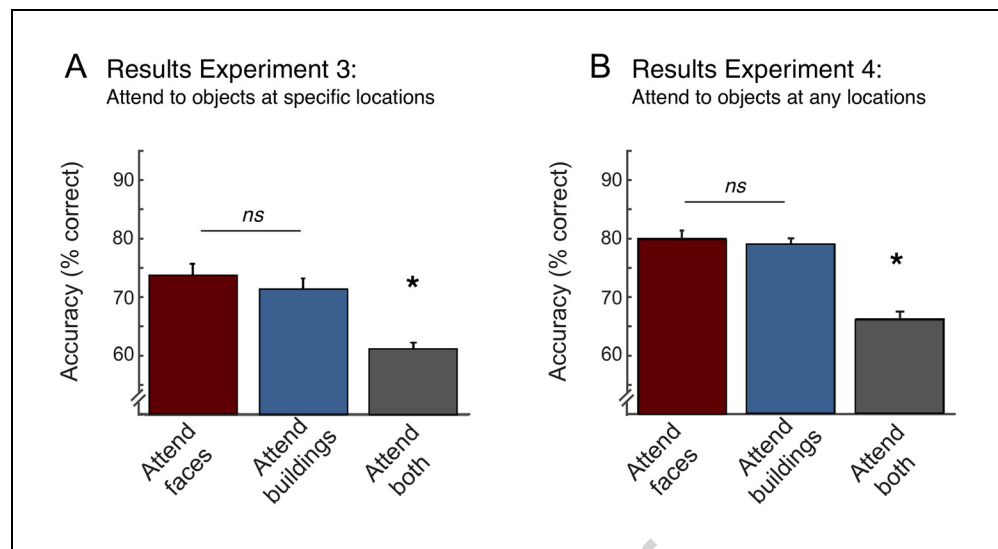 A Results Experiment 3:
Attend to objects at specific locations
Accuracy (% correct)
90
80
70
60
ns
*
Attend
faces
Attend
buildings
Attend
both
B Results Experiment 4:
Attend to objects at any locations
Accuracy (% correct)
90
80
70
60
ns
*
Attend
faces
Attend
buildings
Attend
both